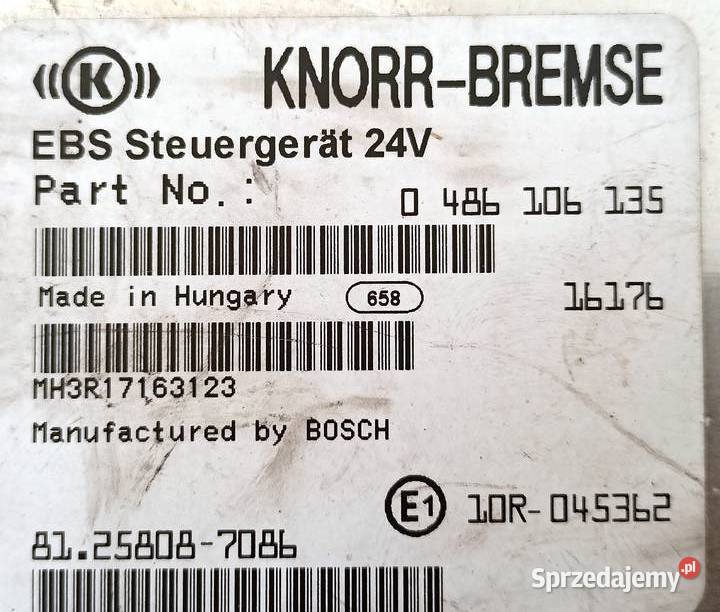 ((K)) KNORR-BREMSE
EBS Steuergerät 24V
Part No.: 0 486 106 135
Made in Hungary 658 16176
MH3R17163123
Manufactured by BOSCH
E1 10R-045362
81.25808-7086
Sprzedajemy.pl